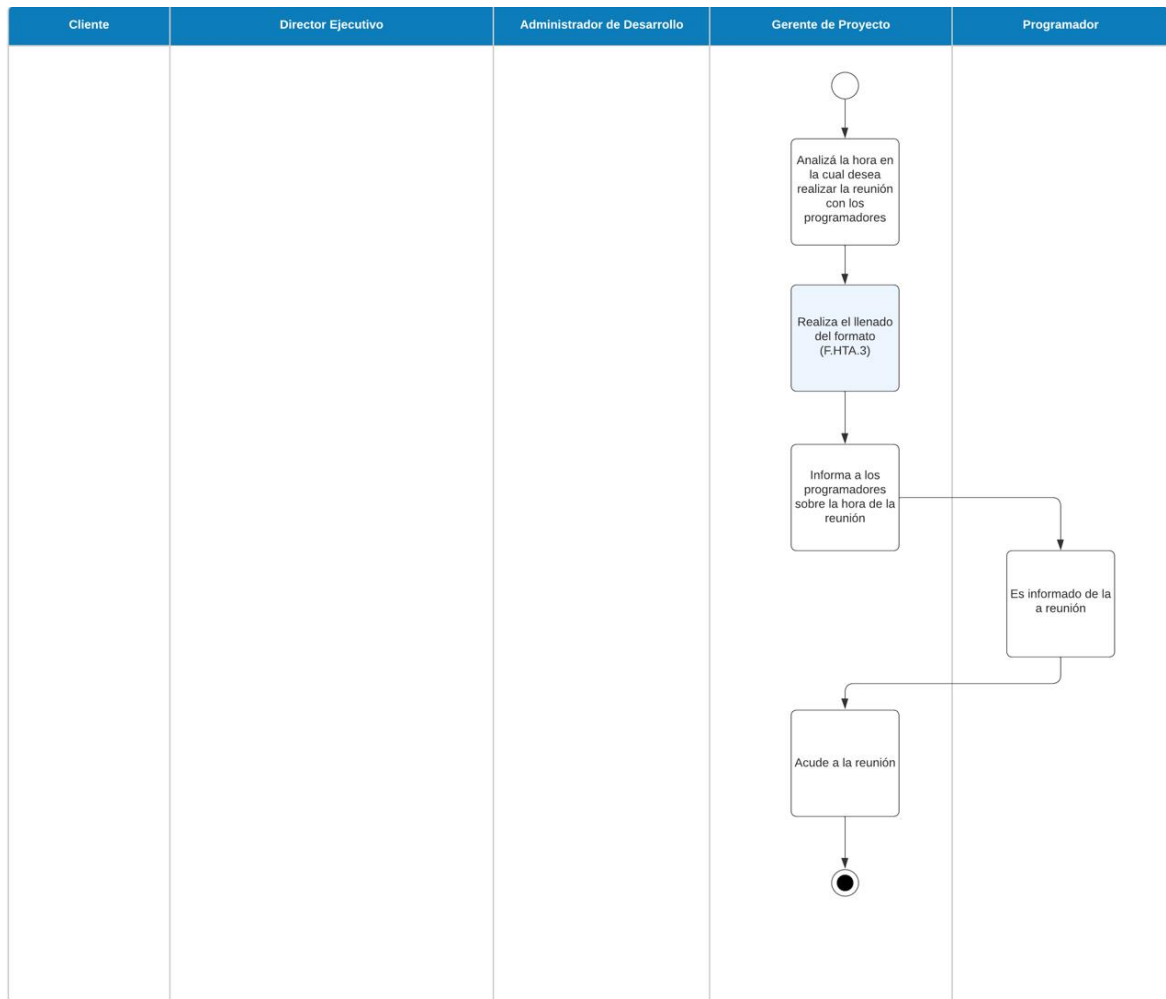 Cliente
Director Ejecutivo
Administrador de Desarrollo
Gerente de Proyecto
Programador
Analizá la hora en
la cual desea
realizar la reunión
con los
programadores
Realiza el llenado
del formato
(F.HTA.3)
Informa a los
programadores
sobre la hora de la
reunión
Es informado de la
a reunión
Acude a la reunión